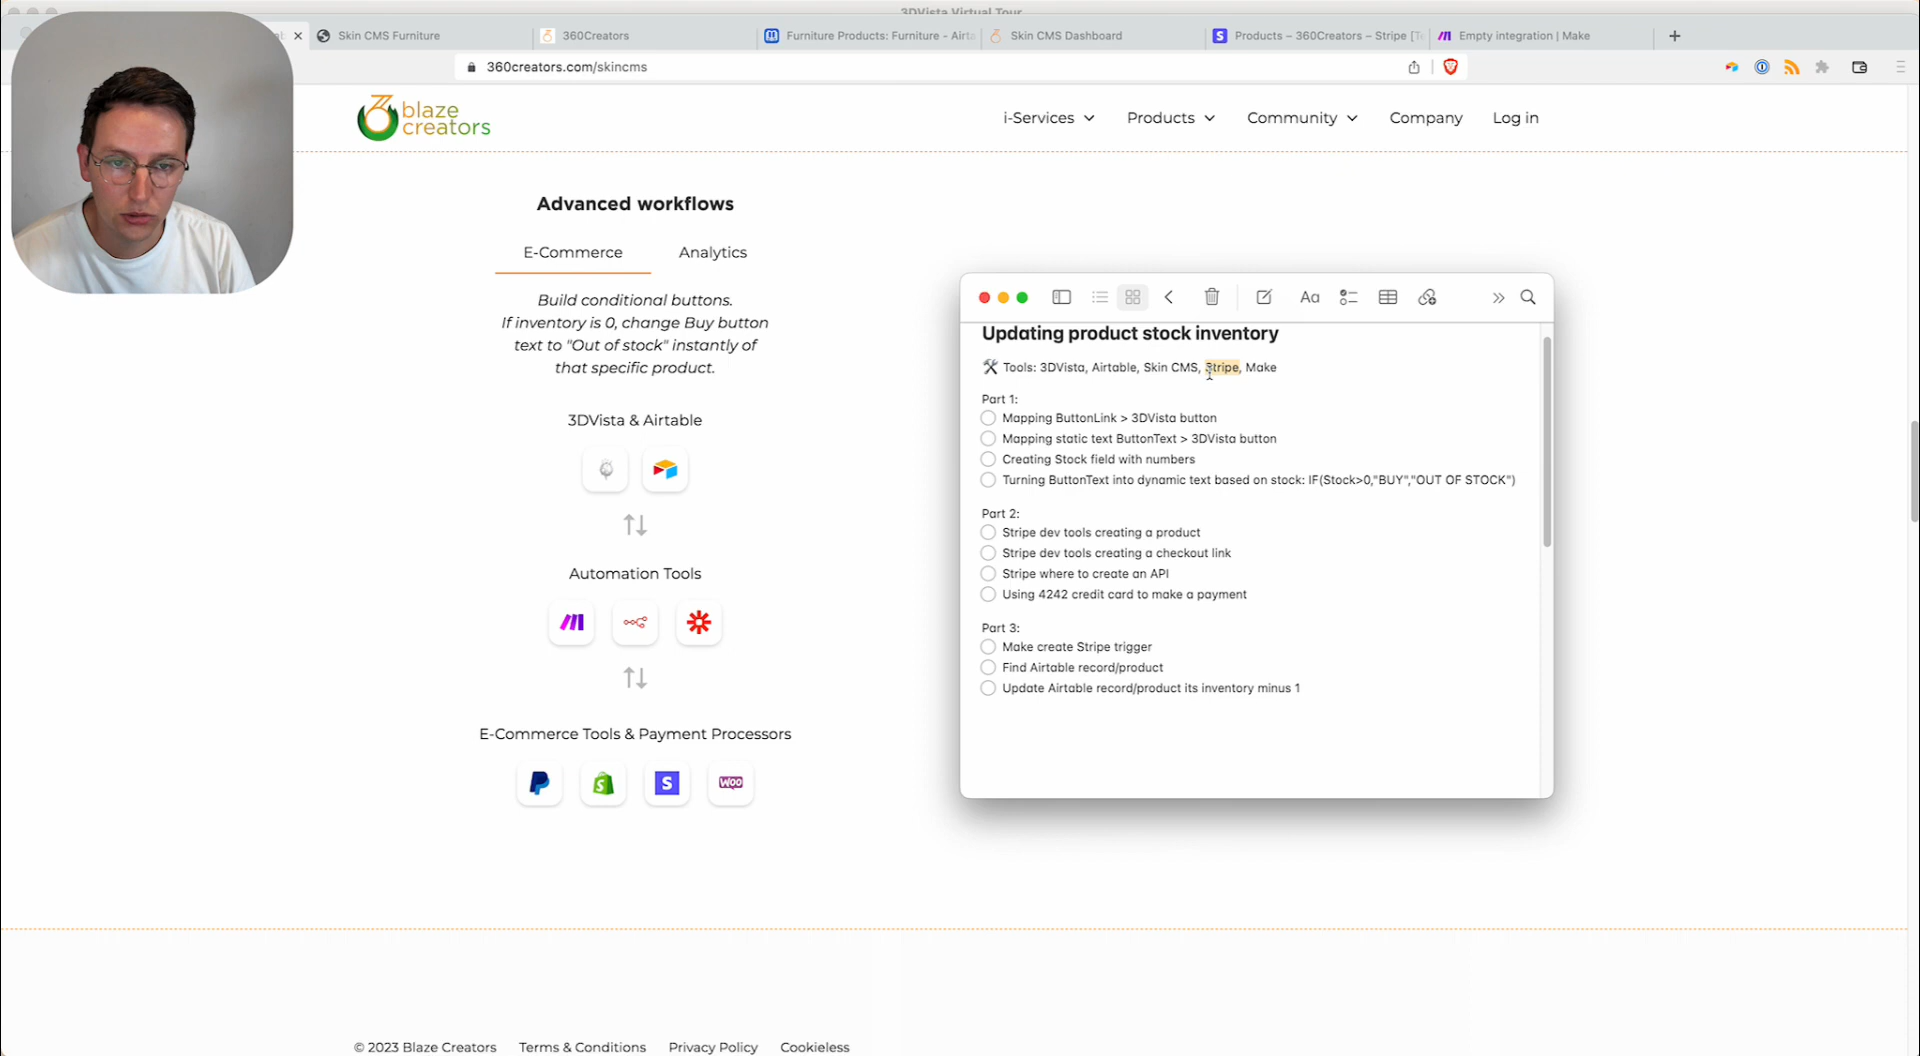 3DVista Virtual Tour
Skin CMS Furniture
360Creators
Furniture Products: Furniture - Airta
Skin CMS Dashboard
Products – 360Creators – Stripe [Te
Empty integration | Make
360creators.com/skincms
blaze
creators
i-Services
Products
Community
Company
Log in
Advanced workflows
E-Commerce
Analytics
Build conditional buttons.
If inventory is 0, change Buy button
text to "Out of stock" instantly of
that specific product.
3DVista & Airtable
Automation Tools
E-Commerce Tools & Payment Processors
WOO
Aa
Updating product stock inventory
🛠 Tools: 3DVista, Airtable, Skin CMS, Stripe, Make
Part 1:
Mapping ButtonLink > 3DVista button
Mapping static text ButtonText > 3DVista button
Creating Stock field with numbers
Turning ButtonText into dynamic text based on stock: IF(Stock>0,"BUY","OUT OF STOCK")
Part 2:
Stripe dev tools creating a product
Stripe dev tools creating a checkout link
Stripe where to create an API
Using 4242 credit card to make a payment
Part 3:
Make create Stripe trigger
Find Airtable record/product
Update Airtable record/product its inventory minus 1
© 2023 Blaze Creators
Terms & Conditions
Privacy Policy
Cookieless